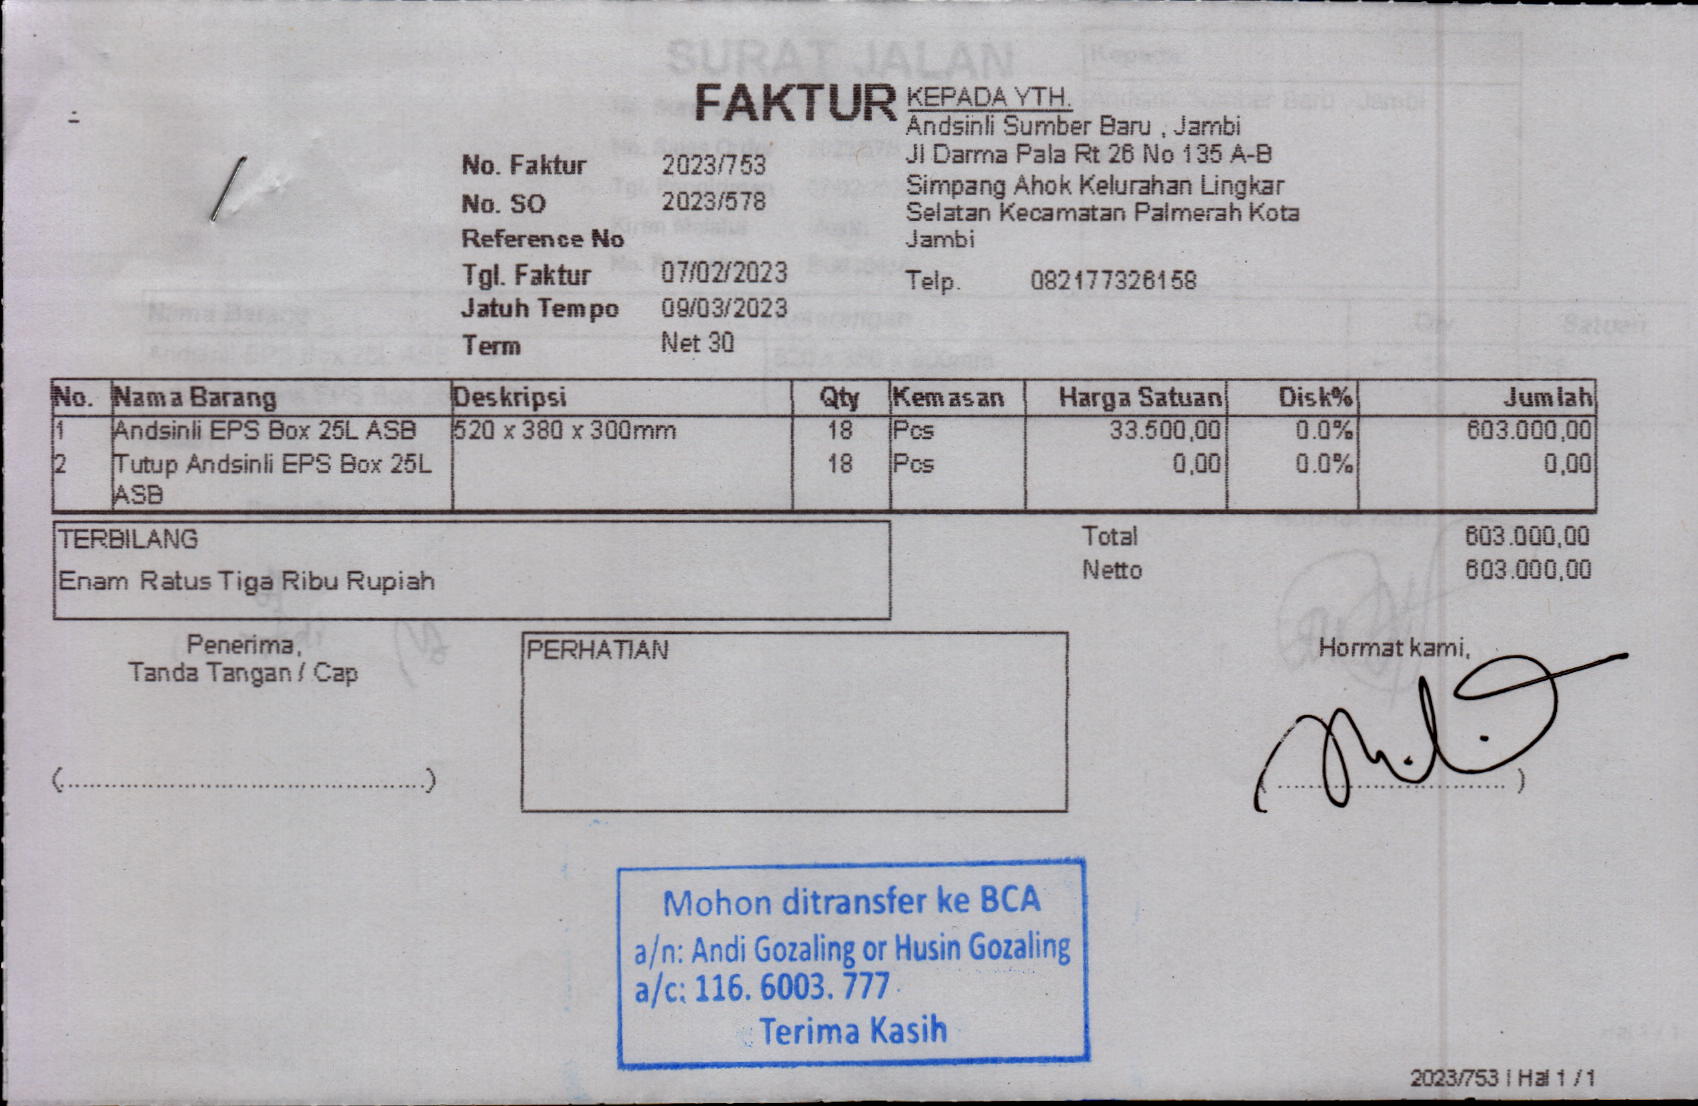 FAKTUR
KEPADA YTH.
Andsinli Sumber Baru , Jambi
Jl Darma Pala Rt 26 No 135 A-B
Simpang Ahok Kelurahan Lingkar
Selatan Kecamatan Palmerah Kota
Jambi
Telp. 082177326158
No. Faktur 2023/753
No. SO 2023/578
Reference No
Tgl. Faktur 07/02/2023
Jatuh Tempo 09/03/2023
Term Net 30
No. Nama Barang Deskripsi Qty Kemasan Harga Satuan Disk% Jumlah
1 Andsinli EPS Box 25L ASB 520 x 380 x 300mm 18 Pcs 33.500,00 0.0% 603.000,00
2 Tutup Andsinli EPS Box 25L 18 Pcs 0,00 0.0% 0,00
ASB
TERBILANG
Enam Ratus Tiga Ribu Rupiah
Total 603.000,00
Netto 603.000,00
Penerima,
Tanda Tangan / Cap
PERHATIAN
Hormat kami,
Mohon ditransfer ke BCA
a/n: Andi Gozaling or Husin Gozaling
a/c: 116. 6003. 777
Terima Kasih
2023/753 | Hal 1 / 1